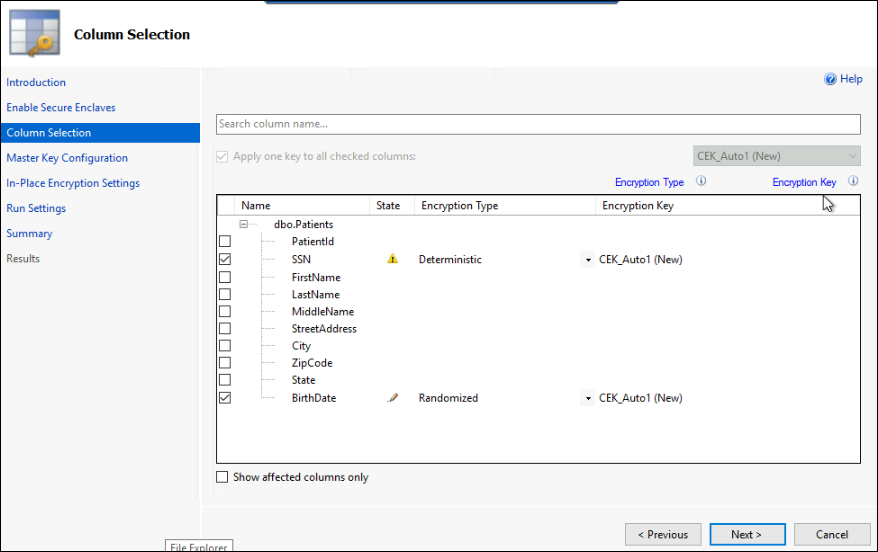 Column Selection
Introduction
Enable Secure Enclaves
Column Selection
Master Key Configuration
In-Place Encryption Settings
Run Settings
Summary
Results
Help
Search column name...
Apply one key to all checked columns:
CEK_Auto1 (New)
Encryption Type
Encryption Key
Name State Encryption Type Encryption Key
dbo.Patients
PatientId
SSN Deterministic CEK_Auto1 (New)
FirstName
LastName
MiddleName
StreetAddress
City
ZipCode
State
BirthDate Randomized CEK_Auto1 (New)
Show affected columns only
< Previous Next > Cancel
File Explorer